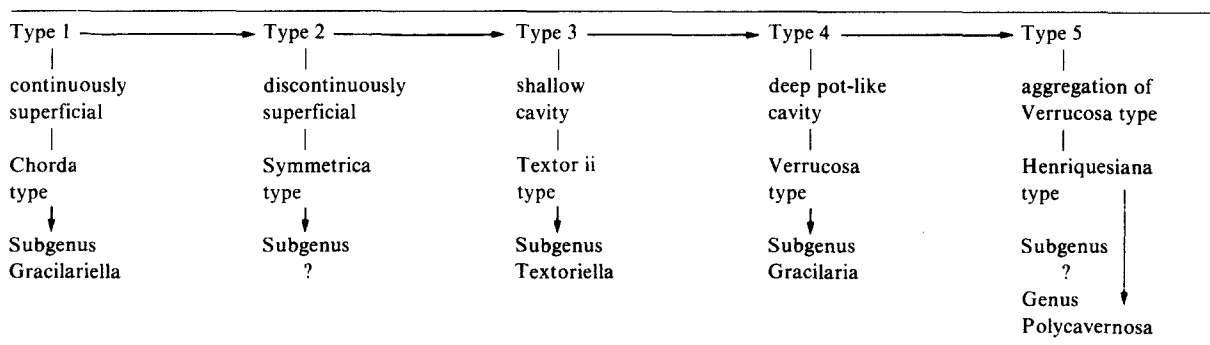 Type 1 Type 2 Type 3 Type 4 Type 5
continuously discontinuously shallow deep pot-like aggregation of
superficial superficial cavity cavity Verrucosa type
Chorda Symmetrica Textor ii Verrucosa Henriquesiana
type type type type type
Subgenus Subgenus Subgenus Subgenus Subgenus
Gracilariella ? Textoriella Gracilaria ?
Genus
Polycavernosa